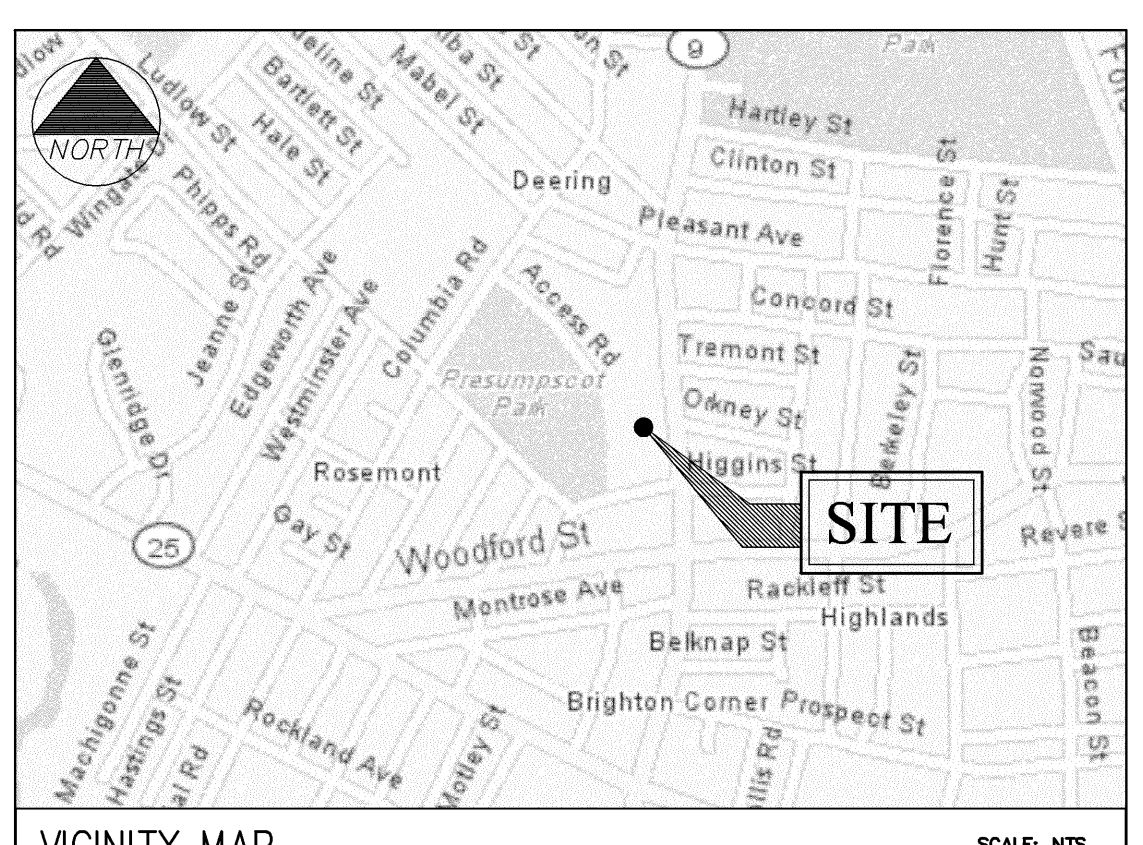 9
Park
NORTH
Ludlow St
Bartlett St
Hale St
Mabel St
Hartley St
Clinton St
Florence St
Hunt St
Deering
Phipps Rd
Pleasant Ave
Columbia Rd
Access Rd
Concord St
Jeanne St
Edgeworth Ave
Westminster Ave
Glenridge Dr
Tremont St
Norwood St
Presumpscot
Park
Orkney St
Berkeley St
Higgins St
Rosemont
SITE
Gay St
25
Woodford St
Revere
Montrose Ave
Rackleff St
Highlands
Belknap St
Beacon St
Machigonne St
Hastings St
Brighton Corner
Prospect St
Rockland Ave
Motley St
VICINITY MAP
SCALE: NTS